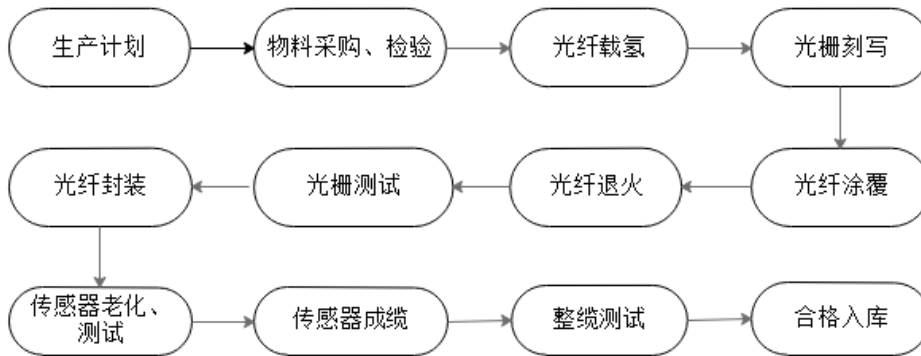 生产计划
物料采购、检验
光纤载氢
光栅刻写
光纤涂覆
光纤退火
光栅测试
光纤封装
传感器老化、
测试
传感器成缆
整缆测试
合格入库